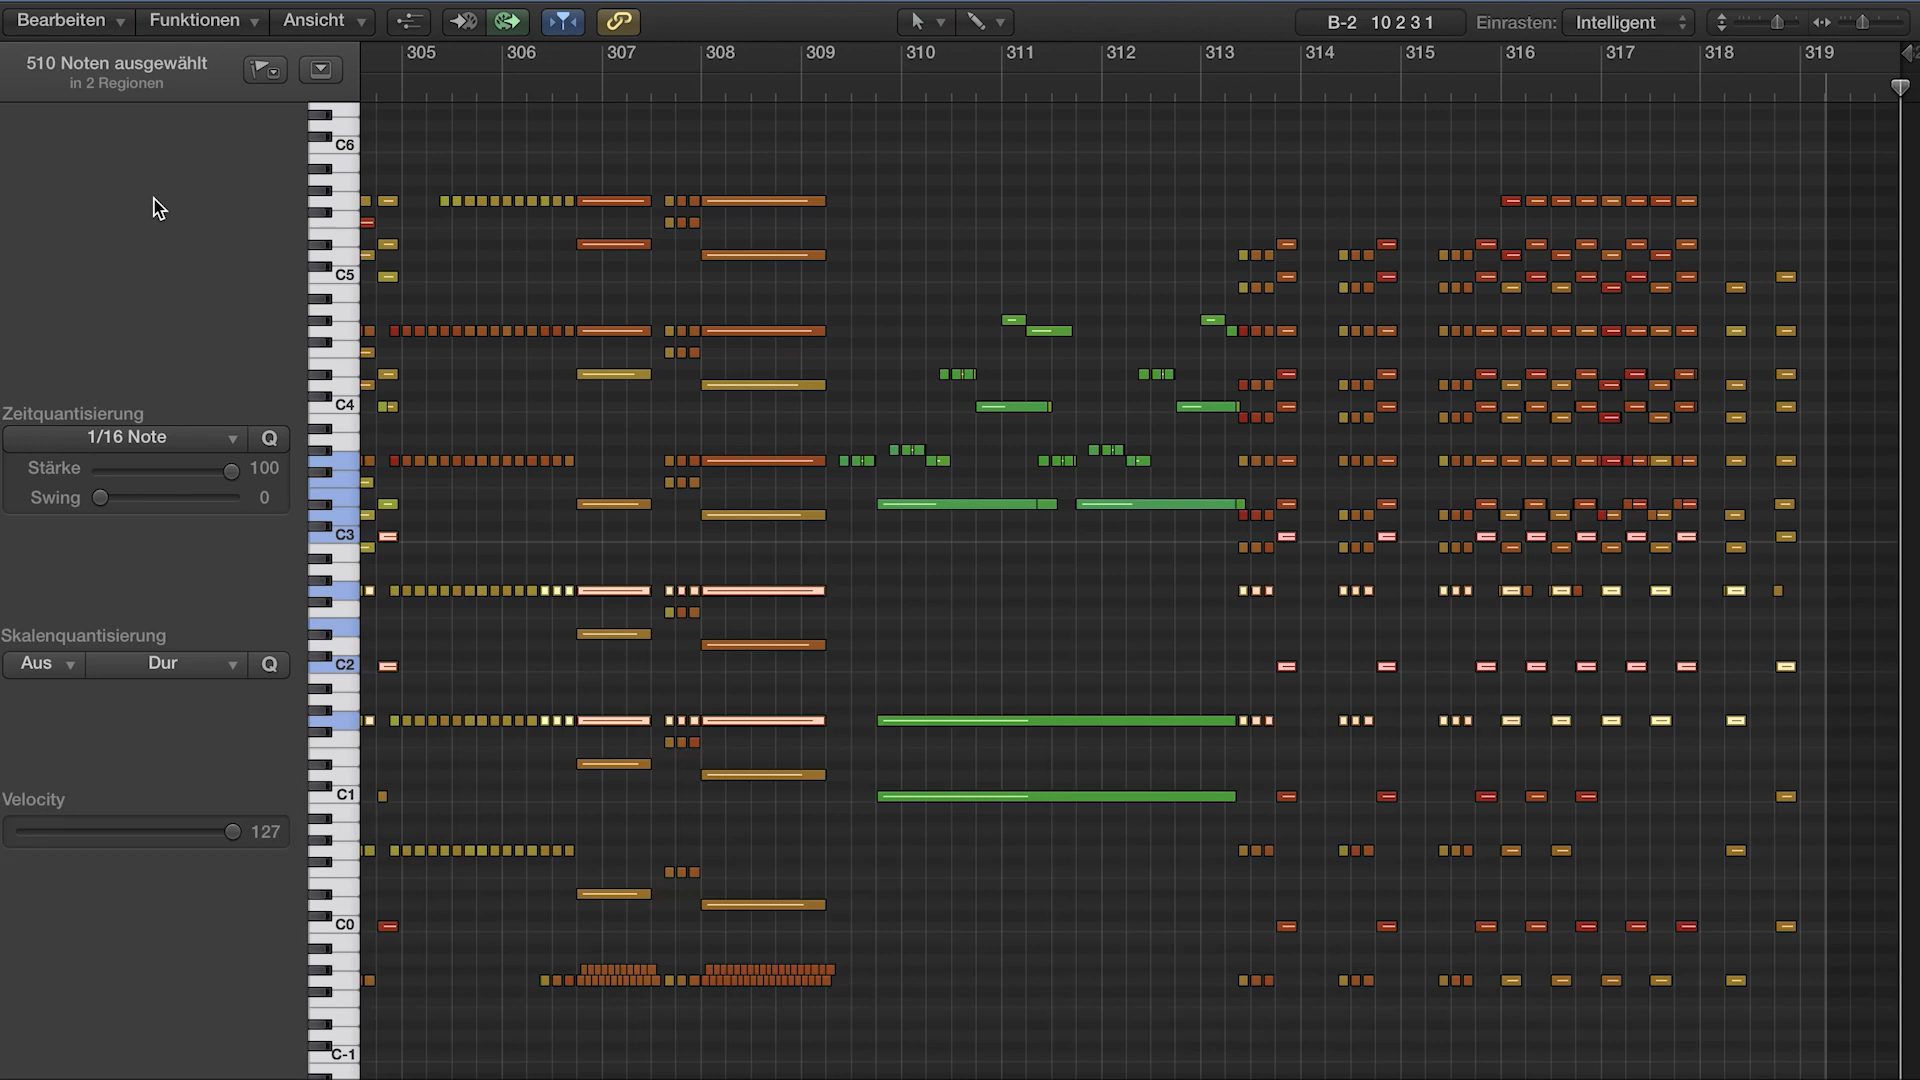 Bearbeiten
Funktionen
Ansicht
B-2 10 2 3 1
Einrasten:
Intelligent
510 Noten ausgewählt
in 2 Regionen
305 306 307 308 309 310 311 312 313 314 315 316 317 318 319
C6
C5
C4
C3
C2
C1
C0
C-1
Zeitquantisierung
1/16 Note
Q
Stärke 100
Swing 0
Skalenquantisierung
Aus
Dur
Q
Velocity
127